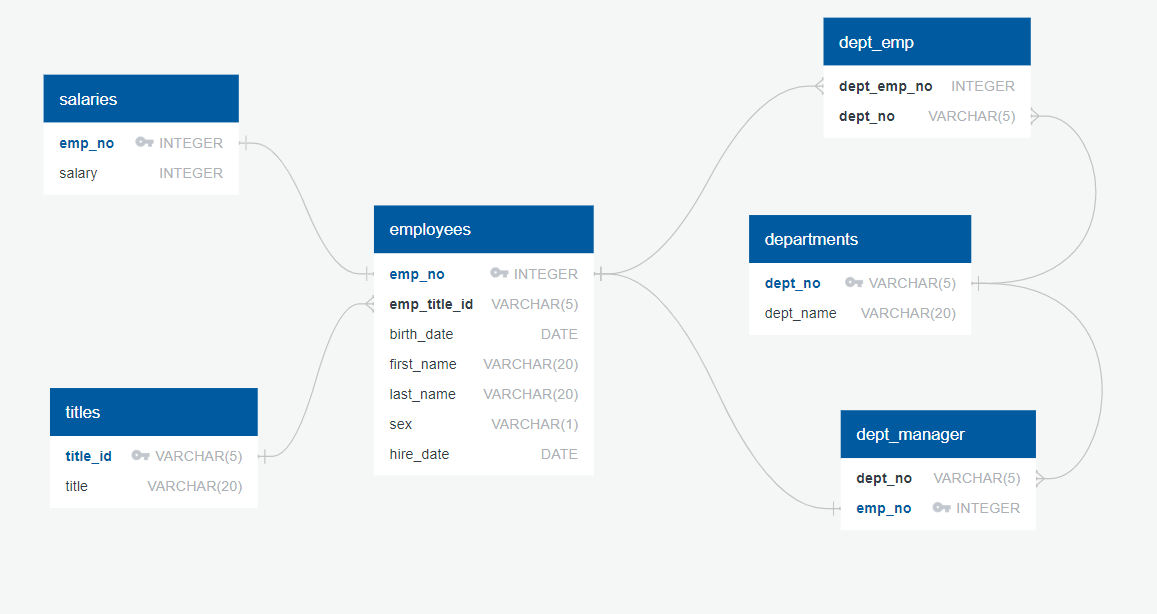 salaries
emp_no INTEGER
salary INTEGER
titles
title_id VARCHAR(5)
title VARCHAR(20)
employees
emp_no INTEGER
emp_title_id VARCHAR(5)
birth_date DATE
first_name VARCHAR(20)
last_name VARCHAR(20)
sex VARCHAR(1)
hire_date DATE
dept_emp
dept_emp_no INTEGER
dept_no VARCHAR(5)
departments
dept_no VARCHAR(5)
dept_name VARCHAR(20)
dept_manager
dept_no VARCHAR(5)
emp_no INTEGER